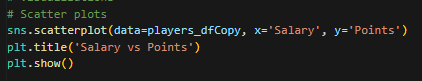 # Scatter plots
sns.scatterplot(data=players_dfCopy, x='Salary', y='Points')
plt.title('Salary vs Points')
plt.show()